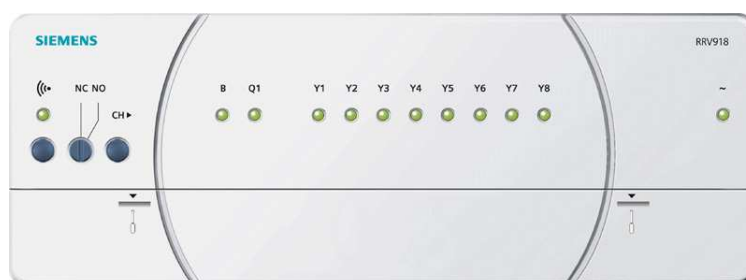 SIEMENS
RRV918
NC NO
CH
B Q1 Y1 Y2 Y3 Y4 Y5 Y6 Y7 Y8 ~